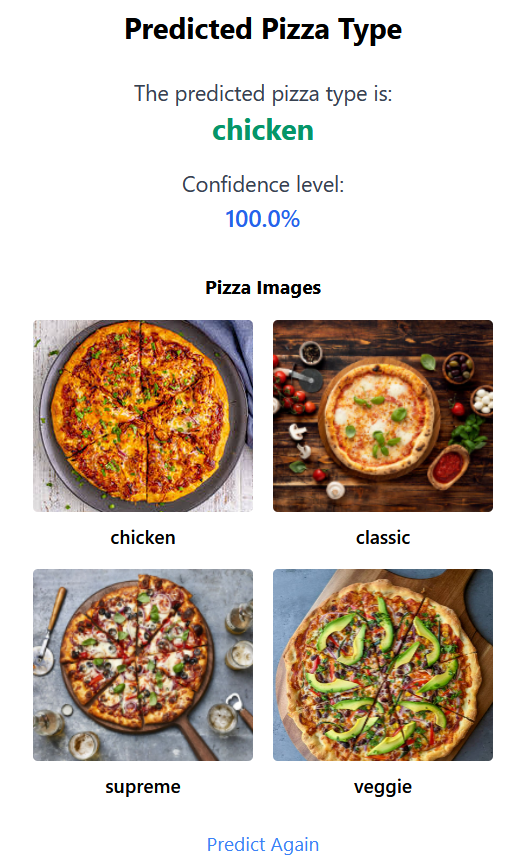 Predicted Pizza Type
The predicted pizza type is:
chicken
Confidence level:
100.0%
Pizza Images
chicken
classic
supreme
veggie
Predict Again